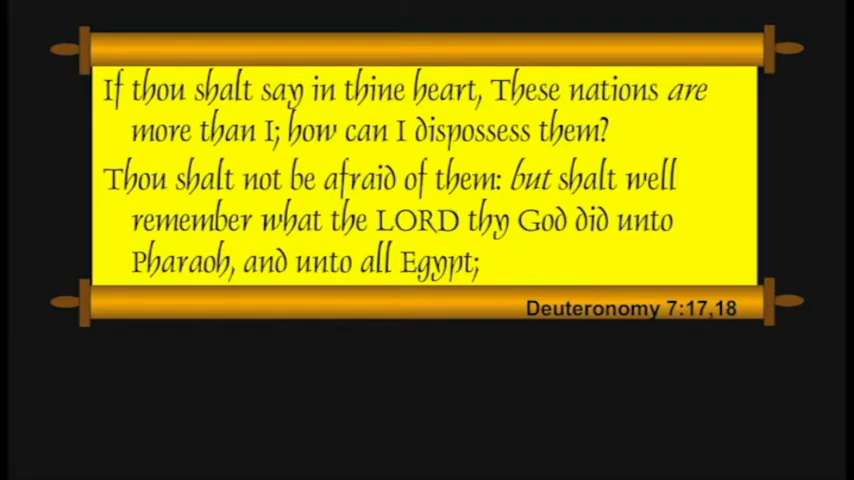 If thou shalt say in thine heart, These nations are
more than I; how can I dispossess them?
Thou shalt not be afraid of them: but shalt well
remember what the LORD thy God did unto
Pharaoh, and unto all Egypt;
Deuteronomy 7:17,18